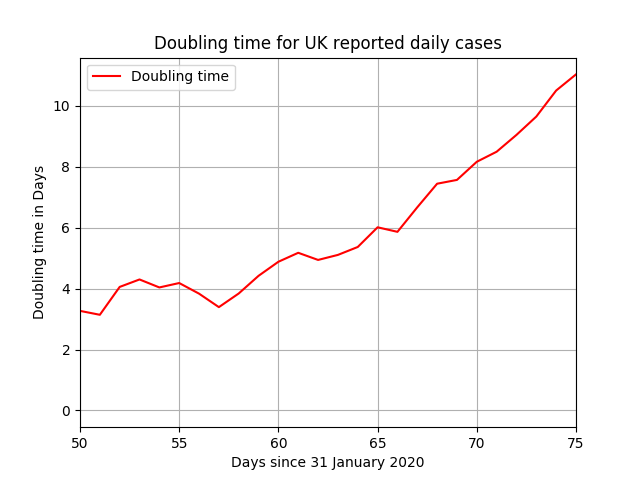 Doubling time for UK reported daily cases
Doubling time
Doubling time in Days
10
8
6
4
2
0
50 55 60 65 70 75
Days since 31 January 2020